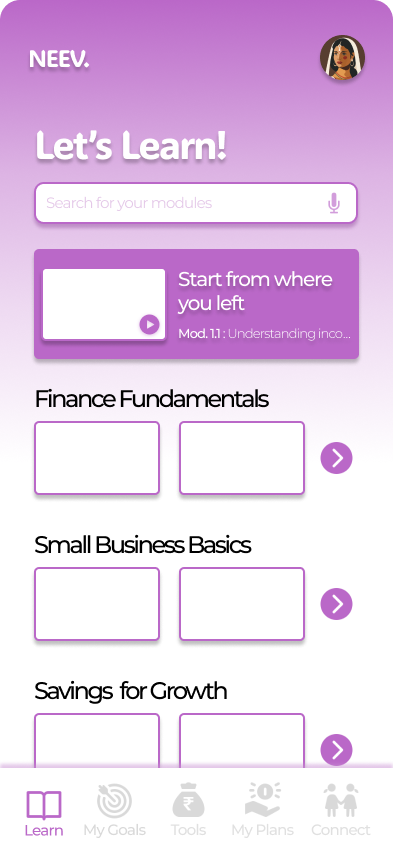 NEEV.
Let's Learn!
Search for your modules
Start from where
you left
Mod. 1.1 : Understanding inco...
Finance Fundamentals
Small Business Basics
Savings for Growth
₹
Learn My Goals Tools My Plans Connect